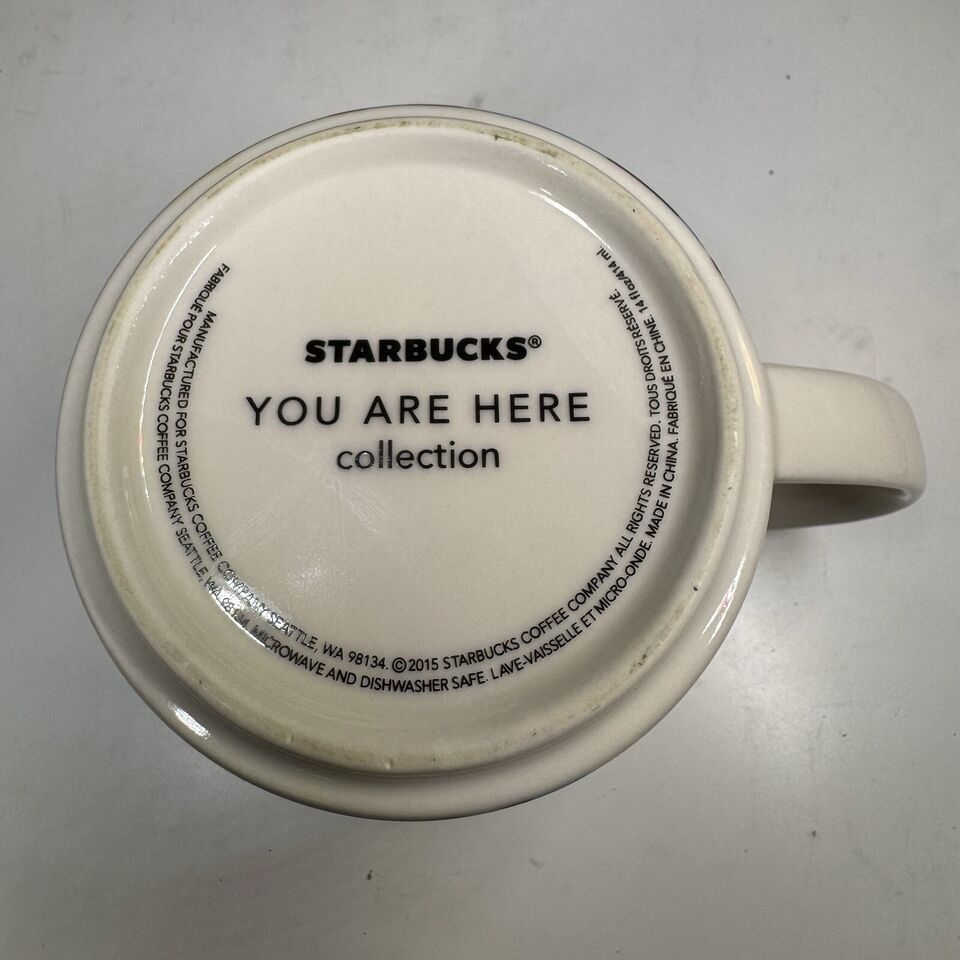 STARBUCKS®
YOU ARE HERE
collection
MANUFACTURED FOR STARBUCKS COFFEE COMPANY SEATTLE, WA 98134. ©2015 STARBUCKS COFFEE COMPANY ALL RIGHTS RESERVED. TOUS DROITS RESERVÉ.
FABRIQUÉ POUR STARBUCKS COFFEE COMPANY SEATTLE, WA 98134. MICROWAVE AND DISHWASHER SAFE. LAVE-VAISSELLE ET MICRO-ONDE. MADE IN CHINA. FABRIQUÉ EN CHINE. 14 fl oz/414 mL